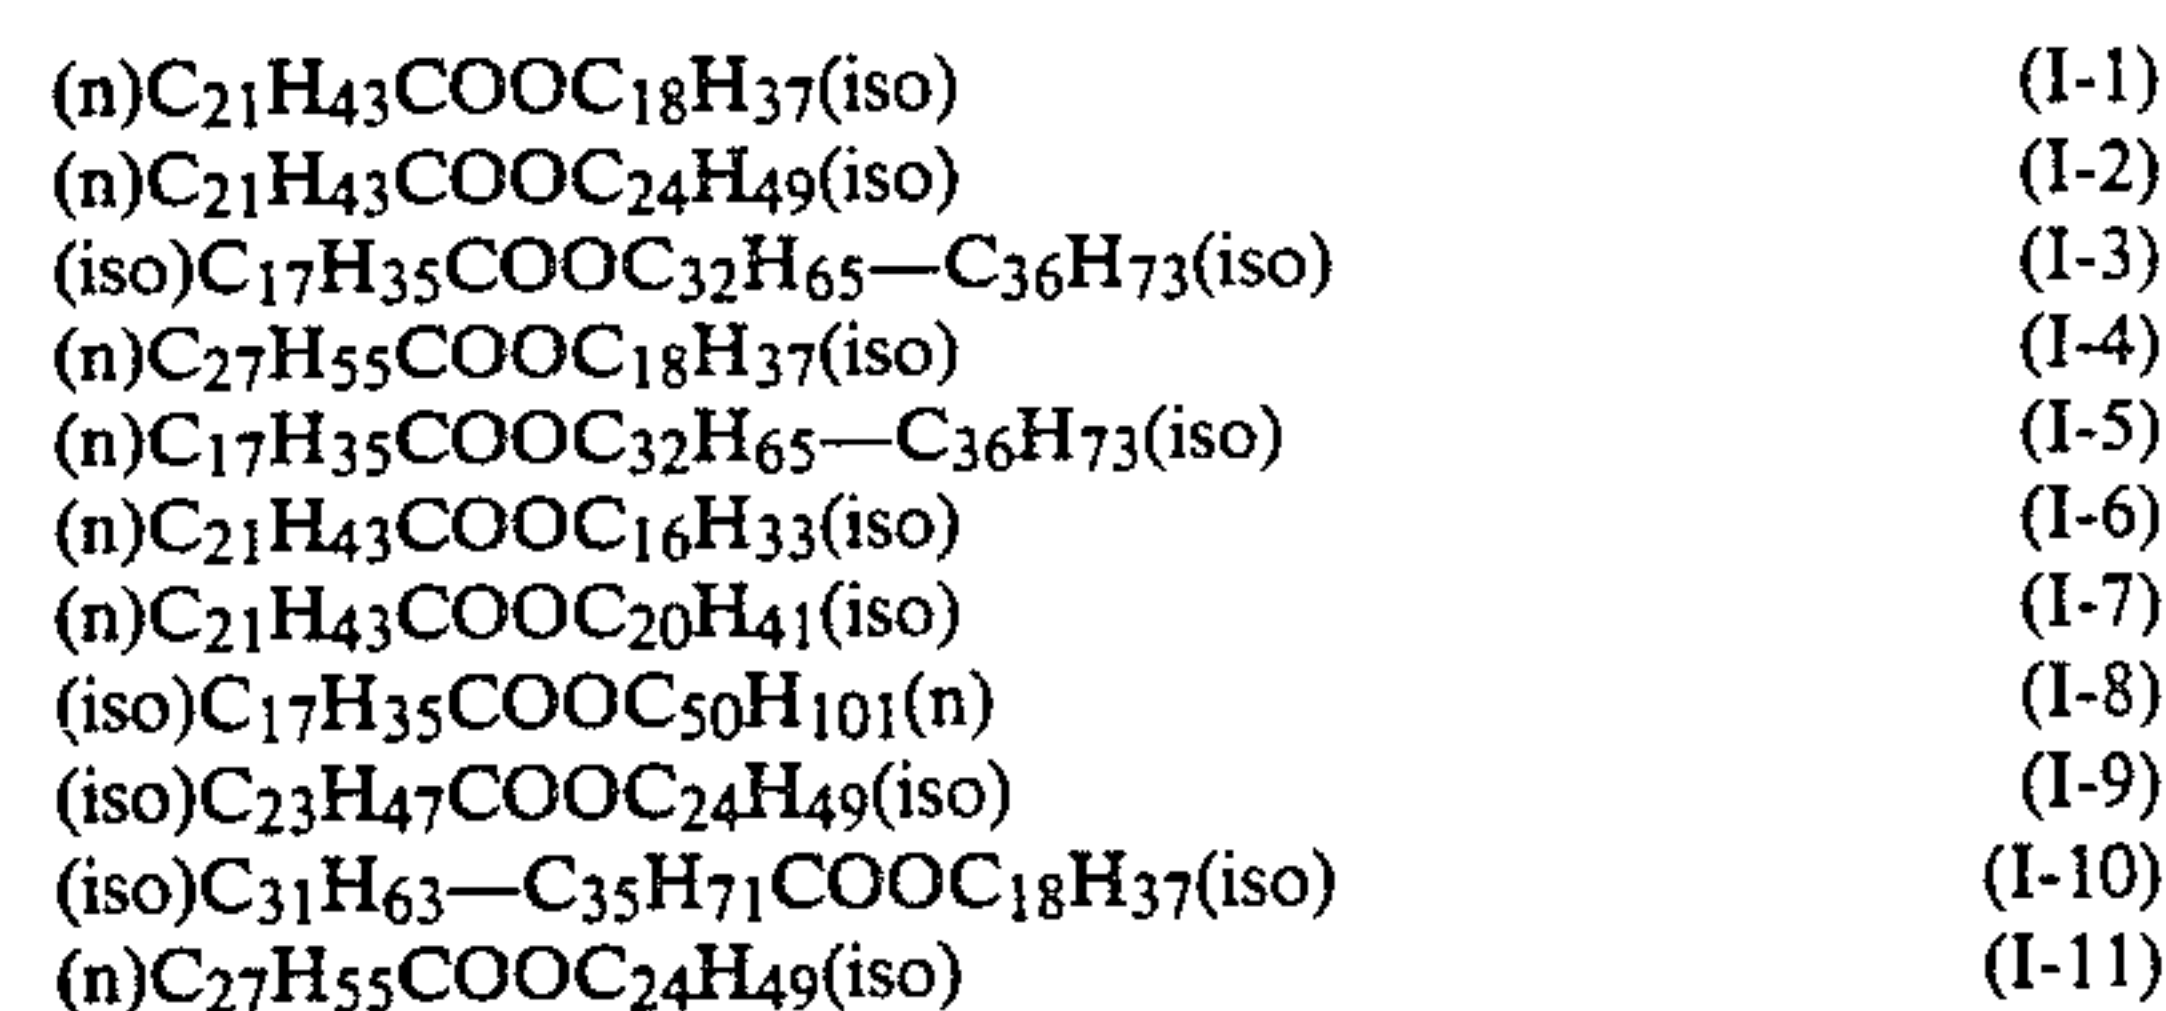 (n)C₂₁H₄₃COOC₁₈H₃₇(iso) (I-1)
(n)C₂₁H₄₃COOC₂₄H₄₉(iso) (I-2)
(iso)C₁₇H₃₅COOC₃₂H₆₅—C₃₆H₇₃(iso) (I-3)
(n)C₂₇H₅₅COOC₁₈H₃₇(iso) (I-4)
(n)C₁₇H₃₅COOC₃₂H₆₅—C₃₆H₇₃(iso) (I-5)
(n)C₂₁H₄₃COOC₁₆H₃₃(iso) (I-6)
(n)C₂₁H₄₃COOC₂₀H₄₁(iso) (I-7)
(iso)C₁₇H₃₅COOC₅₀H₁₀₁(n) (I-8)
(iso)C₂₃H₄₇COOC₂₄H₄₉(iso) (I-9)
(iso)C₃₁H₆₃—C₃₅H₇₁COOC₁₈H₃₇(iso) (I-10)
(n)C₂₇H₅₅COOC₂₄H₄₉(iso) (I-11)